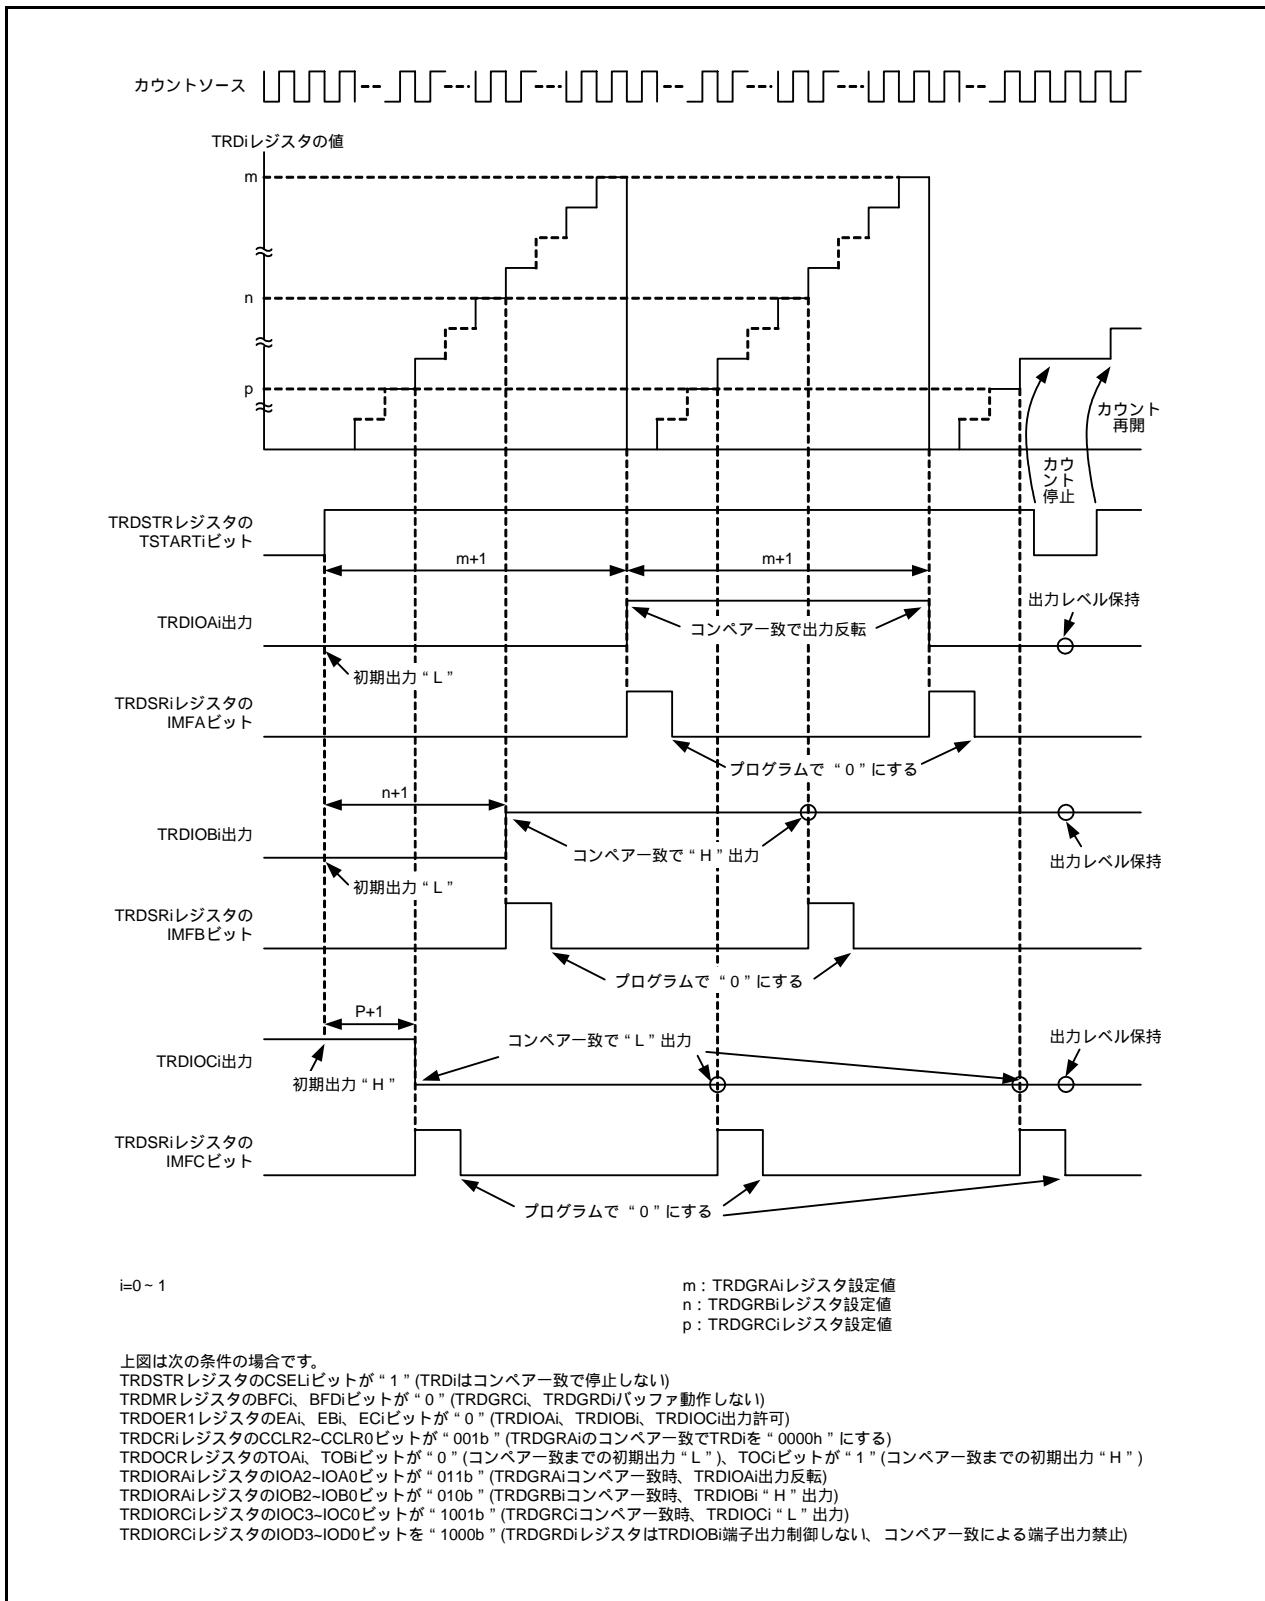 カウントソース
TRDiレジスタの値
m
n
p
カウント
再開
カウ
ント
停止
TRDSTRレジスタの
TSTARTiビット
m+1
m+1
TRDIOAi出力
コンペア一致で出力反転
出力レベル保持
初期出力“L”
TRDSRiレジスタの
IMFAビット
プログラムで“0”にする
n+1
TRDIOBi出力
コンペア一致で“H”出力
出力レベル保持
初期出力“L”
TRDSRiレジスタの
IMFBビット
プログラムで“0”にする
P+1
TRDIOCi出力
コンペア一致で“L”出力
出力レベル保持
初期出力“H”
TRDSRiレジスタの
IMFCビット
プログラムで“0”にする
i=0~1
m：TRDGRAiレジスタ設定値
n：TRDGRBiレジスタ設定値
p：TRDGRCiレジスタ設定値
上図は次の条件の場合です。
TRDSTRレジスタのCSELiビットが“1”(TRDiはコンペア一致で停止しない)
TRDMRレジスタのBFCi、BFDiビットが“0”(TRDGRCi、TRDGRDiバッファ動作しない)
TRDOER1レジスタのEAi、EBi、ECiビットが“0”(TRDIOAi、TRDIOBi、TRDIOCi出力許可)
TRDCRiレジスタのCCLR2~CCLR0ビットが“001b”(TRDGRAiのコンペア一致でTRDiを“0000h”にする)
TRDOCRレジスタのTOAi、TOBiビットが“0”(コンペア一致までの初期出力“L”)、TOCiビットが“1”(コンペア一致までの初期出力“H”)
TRDIORAiレジスタのIOA2~IOA0ビットが“011b”(TRDGRAiコンペア一致時、TRDIOAi出力反転)
TRDIORAiレジスタのIOB2~IOB0ビットが“010b”(TRDGRBiコンペア一致時、TRDIOBi“H”出力)
TRDIORCiレジスタのIOC3~IOC0ビットが“1001b”(TRDGRCiコンペア一致時、TRDIOCi“L”出力)
TRDIORCiレジスタのIOD3~IOD0ビットを“1000b”(TRDGRDiレジスタはTRDIOBi端子出力制御しない、コンペア一致による端子出力禁止)